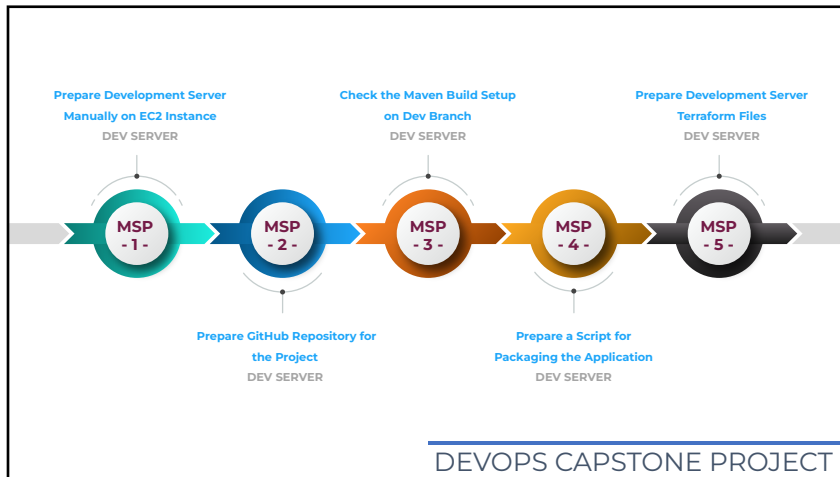 Prepare Development Server
Manually on EC2 Instance
DEV SERVER
Check the Maven Build Setup
on Dev Branch
DEV SERVER
Prepare Development Server
Terraform Files
DEV SERVER
MSP
- 1 -
MSP
- 2 -
MSP
- 3 -
MSP
- 4 -
MSP
- 5 -
Prepare GitHub Repository for
the Project
DEV SERVER
Prepare a Script for
Packaging the Application
DEV SERVER
DEVOPS CAPSTONE PROJECT